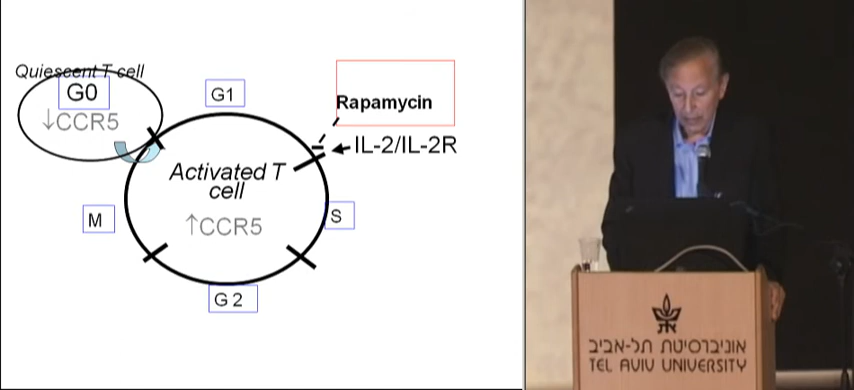 Quiescent T cell
G0
↓CCR5
G1
Rapamycin
IL-2/IL-2R
Activated T
cell
↑CCR5
M
S
G 2
אוניברסיטת תל-אביב
TEL AVIV UNIVERSITY